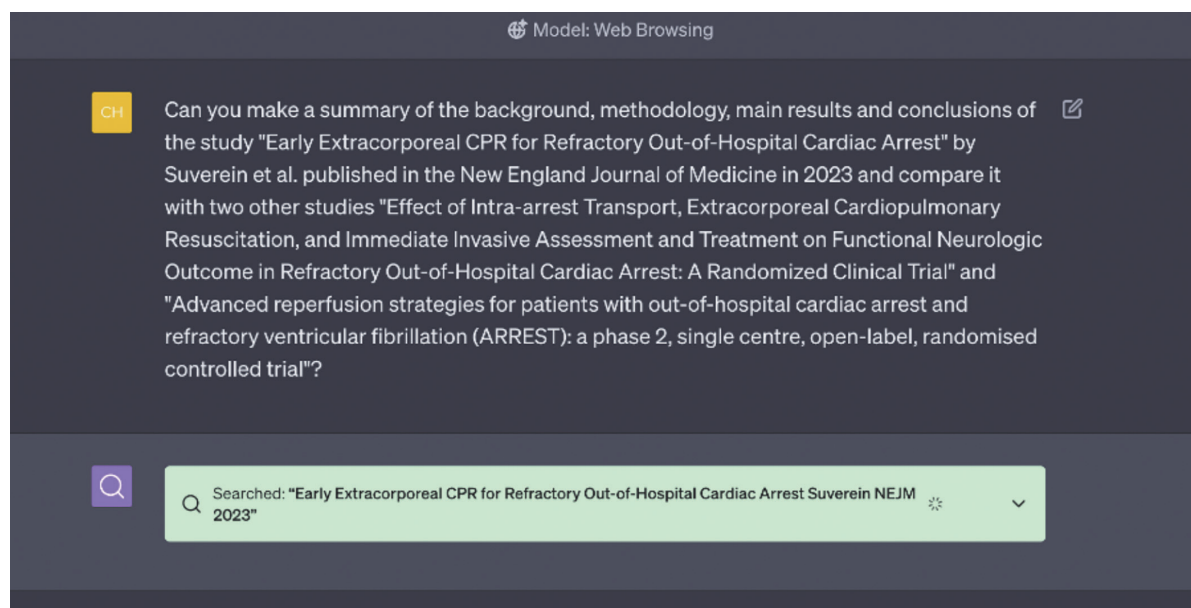 Model: Web Browsing
CH
Can you make a summary of the background, methodology, main results and conclusions of
the study "Early Extracorporeal CPR for Refractory Out-of-Hospital Cardiac Arrest" by
Suverein et al. published in the New England Journal of Medicine in 2023 and compare it
with two other studies "Effect of Intra-arrest Transport, Extracorporeal Cardiopulmonary
Resuscitation, and Immediate Invasive Assessment and Treatment on Functional Neurologic
Outcome in Refractory Out-of-Hospital Cardiac Arrest: A Randomized Clinical Trial" and
"Advanced reperfusion strategies for patients with out-of-hospital cardiac arrest and
refractory ventricular fibrillation (ARREST): a phase 2, single centre, open-label, randomised
controlled trial"?
Searched: "Early Extracorporeal CPR for Refractory Out-of-Hospital Cardiac Arrest Suverein NEJM
2023"